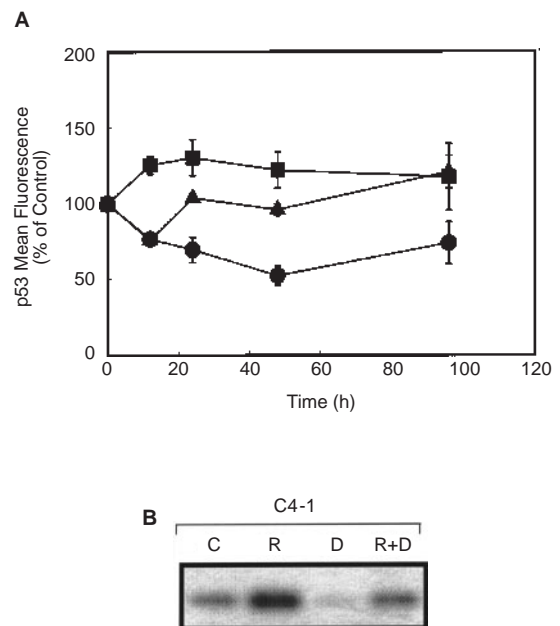 A
200
150
100
50
0
p53 Mean Fluorescence
(% of Control)
0 20 40 60 80 100 120
Time (h)
B
C4-1
C R D R+D